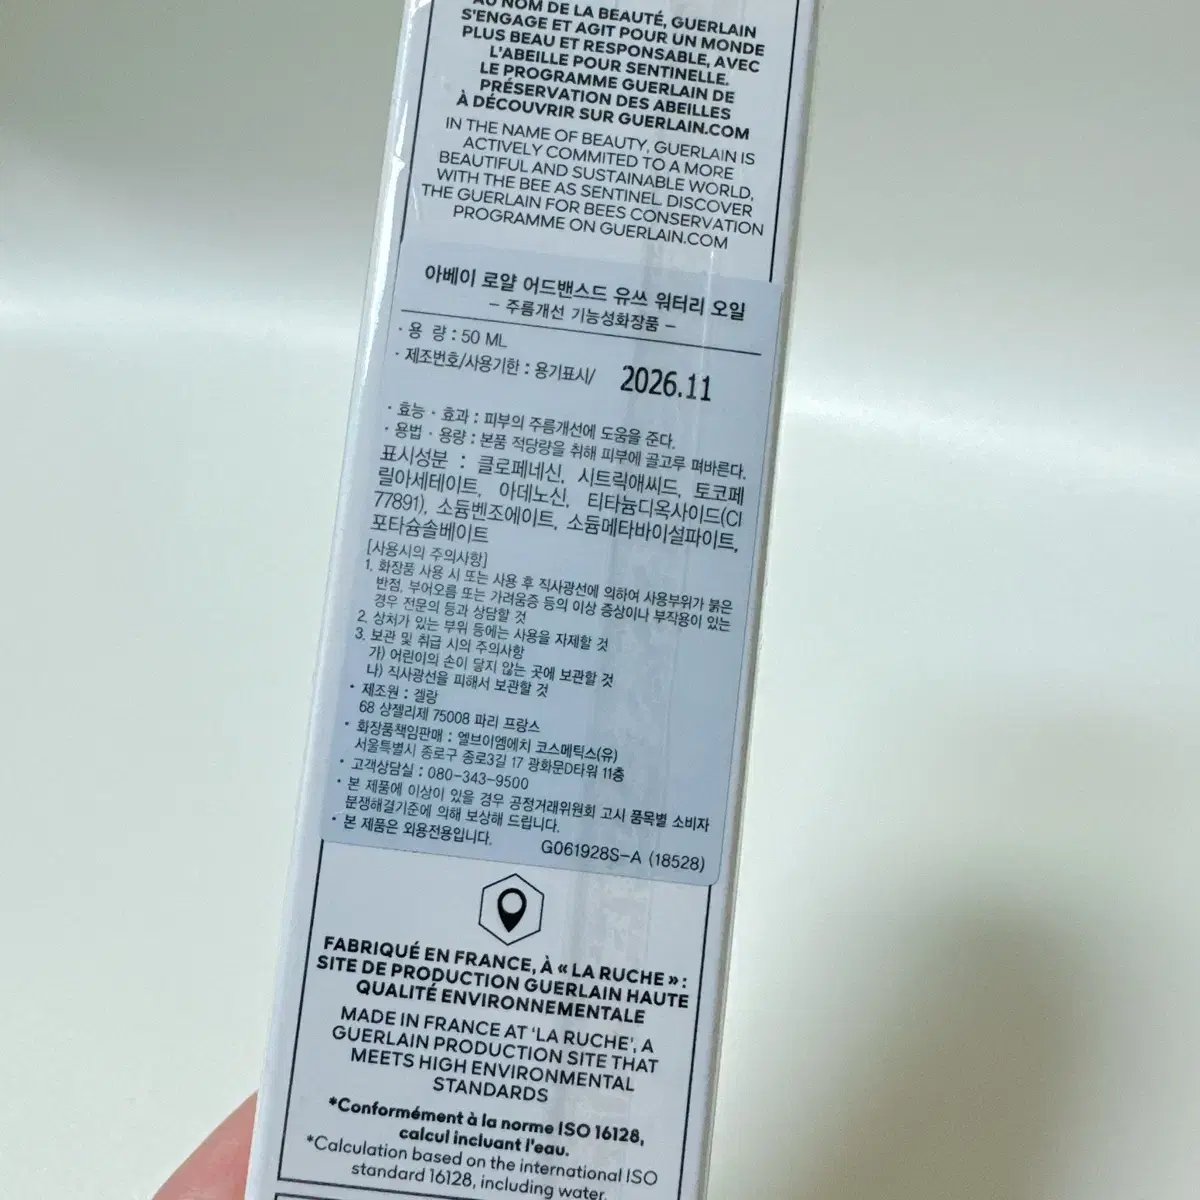 AU NOM DE LA BEAUTÉ, GUERLAIN
S'ENGAGE ET AGIT POUR UN MONDE
PLUS BEAU ET RESPONSABLE, AVEC
L'ABEILLE POUR SENTINELLE.
LE PROGRAMME GUERLAIN DE
PRÉSERVATION DES ABEILLES
À DÉCOUVRIR SUR GUERLAIN.COM
IN THE NAME OF BEAUTY, GUERLAIN IS
ACTIVELY COMMITED TO A MORE
BEAUTIFUL AND SUSTAINABLE WORLD,
WITH THE BEE AS SENTINEL. DISCOVER
THE GUERLAIN FOR BEES CONSERVATION
PROGRAMME ON GUERLAIN.COM
아베이 로얄 어드밴스드 유쓰 워터리 오일
– 주름개선 기능성화장품 –
· 용 량 : 50 ML
· 제조번호/사용기한 : 용기표시/ 2026.11
· 효능 · 효과 : 피부의 주름개선에 도움을 준다.
· 용법 · 용량 : 본품 적당량을 취해 피부에 골고루 펴바른다.
표시성분 : 클로페네신, 시트릭애씨드, 토코페
릴아세테이트, 아데노신, 티타늄디옥사이드(CI
77891), 소듐벤조에이트, 소듐메타바이설파이트,
포타슘솔베이트
[사용시의 주의사항]
1. 화장품 사용 시 또는 사용 후 직사광선에 의하여 사용부위가 붉은
반점, 부어오름 또는 가려움증 등의 이상 증상이나 부작용이 있는
경우 전문의 등과 상담할 것
2. 상처가 있는 부위 등에는 사용을 자제할 것
3. 보관 및 취급 시의 주의사항
가) 어린이의 손이 닿지 않는 곳에 보관할 것
나) 직사광선을 피해서 보관할 것
· 제조원 : 겔랑
68 샹젤리제 75008 파리 프랑스
· 화장품책임판매 : 엘브이엠에치 코스메틱스(유)
서울특별시 종로구 종로3길 17 광화문D타워 11층
· 고객상담실 : 080-343-9500
· 본 제품에 이상이 있을 경우 공정거래위원회 고시 품목별 소비자
분쟁해결기준에 의해 보상해 드립니다.
· 본 제품은 외용전용입니다. G061928S-A (18528)
FABRIQUÉ EN FRANCE, À « LA RUCHE » :
SITE DE PRODUCTION GUERLAIN HAUTE
QUALITÉ ENVIRONNEMENTALE
MADE IN FRANCE AT 'LA RUCHE', A
GUERLAIN PRODUCTION SITE THAT
MEETS HIGH ENVIRONMENTAL
STANDARDS
*Conformément à la norme ISO 16128,
calcul incluant l'eau.
*Calculation based on the international ISO
standard 16128, including water.